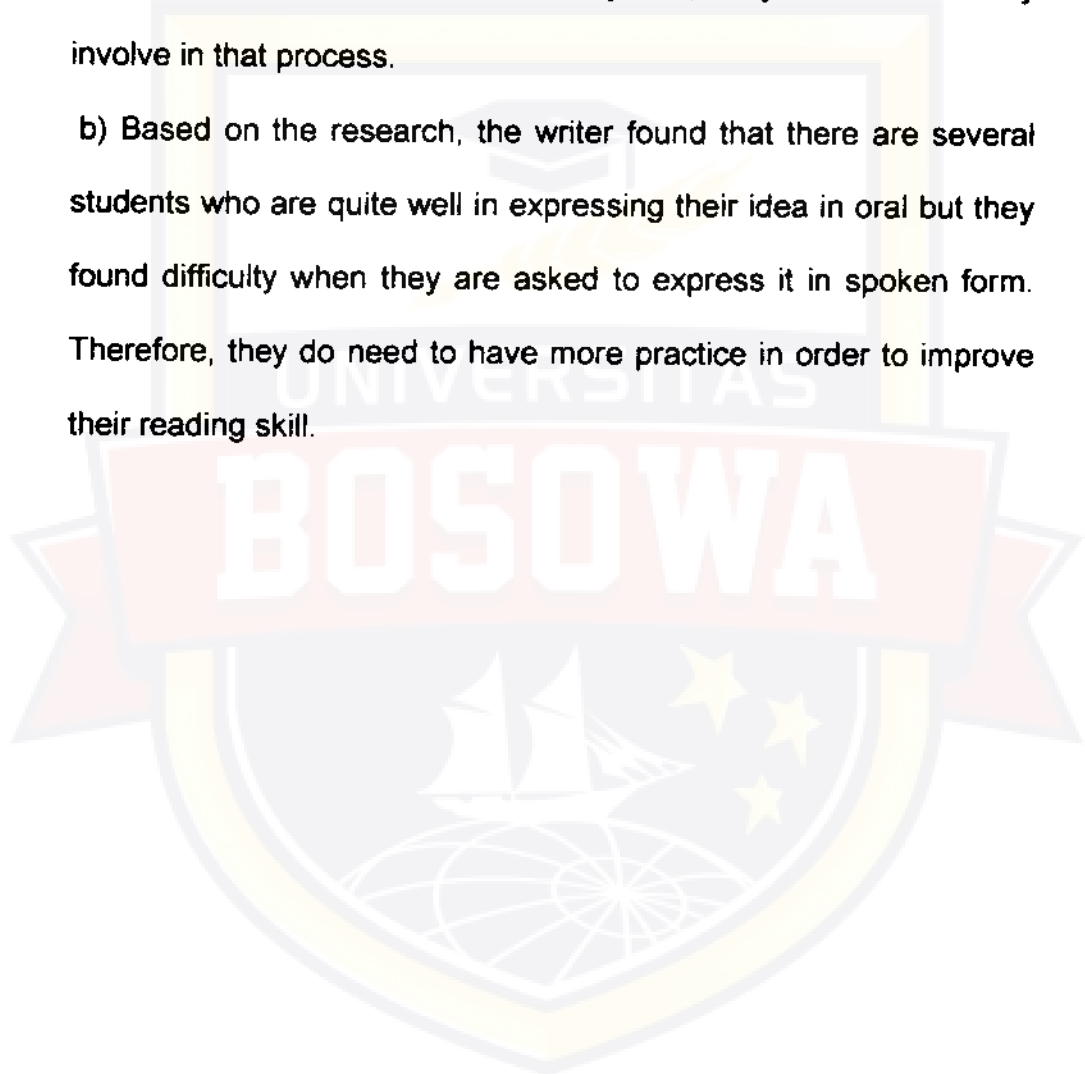 involve in that process.
b) Based on the research, the writer found that there are several
students who are quite well in expressing their idea in oral but they
found difficulty when they are asked to express it in spoken form.
Therefore, they do need to have more practice in order to improve
UNIVERSITAS
their reading skill.
BOSOWA